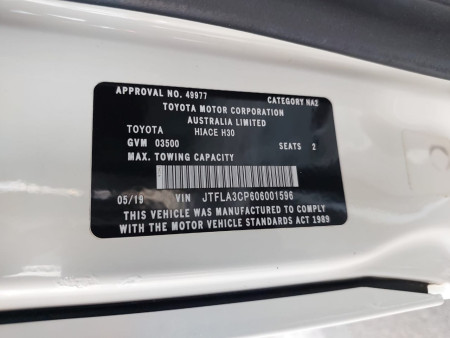 APPROVAL NO. 49977 CATEGORY NA2
TOYOTA MOTOR CORPORATION
AUSTRALIA LIMITED
TOYOTA HIACE H30
GVM 03500 SEATS 2
MAX. TOWING CAPACITY
05/19 VIN JTFLA3CP606001596
THIS VEHICLE WAS MANUFACTURED TO COMPLY
WITH THE MOTOR VEHICLE STANDARDS ACT 1989